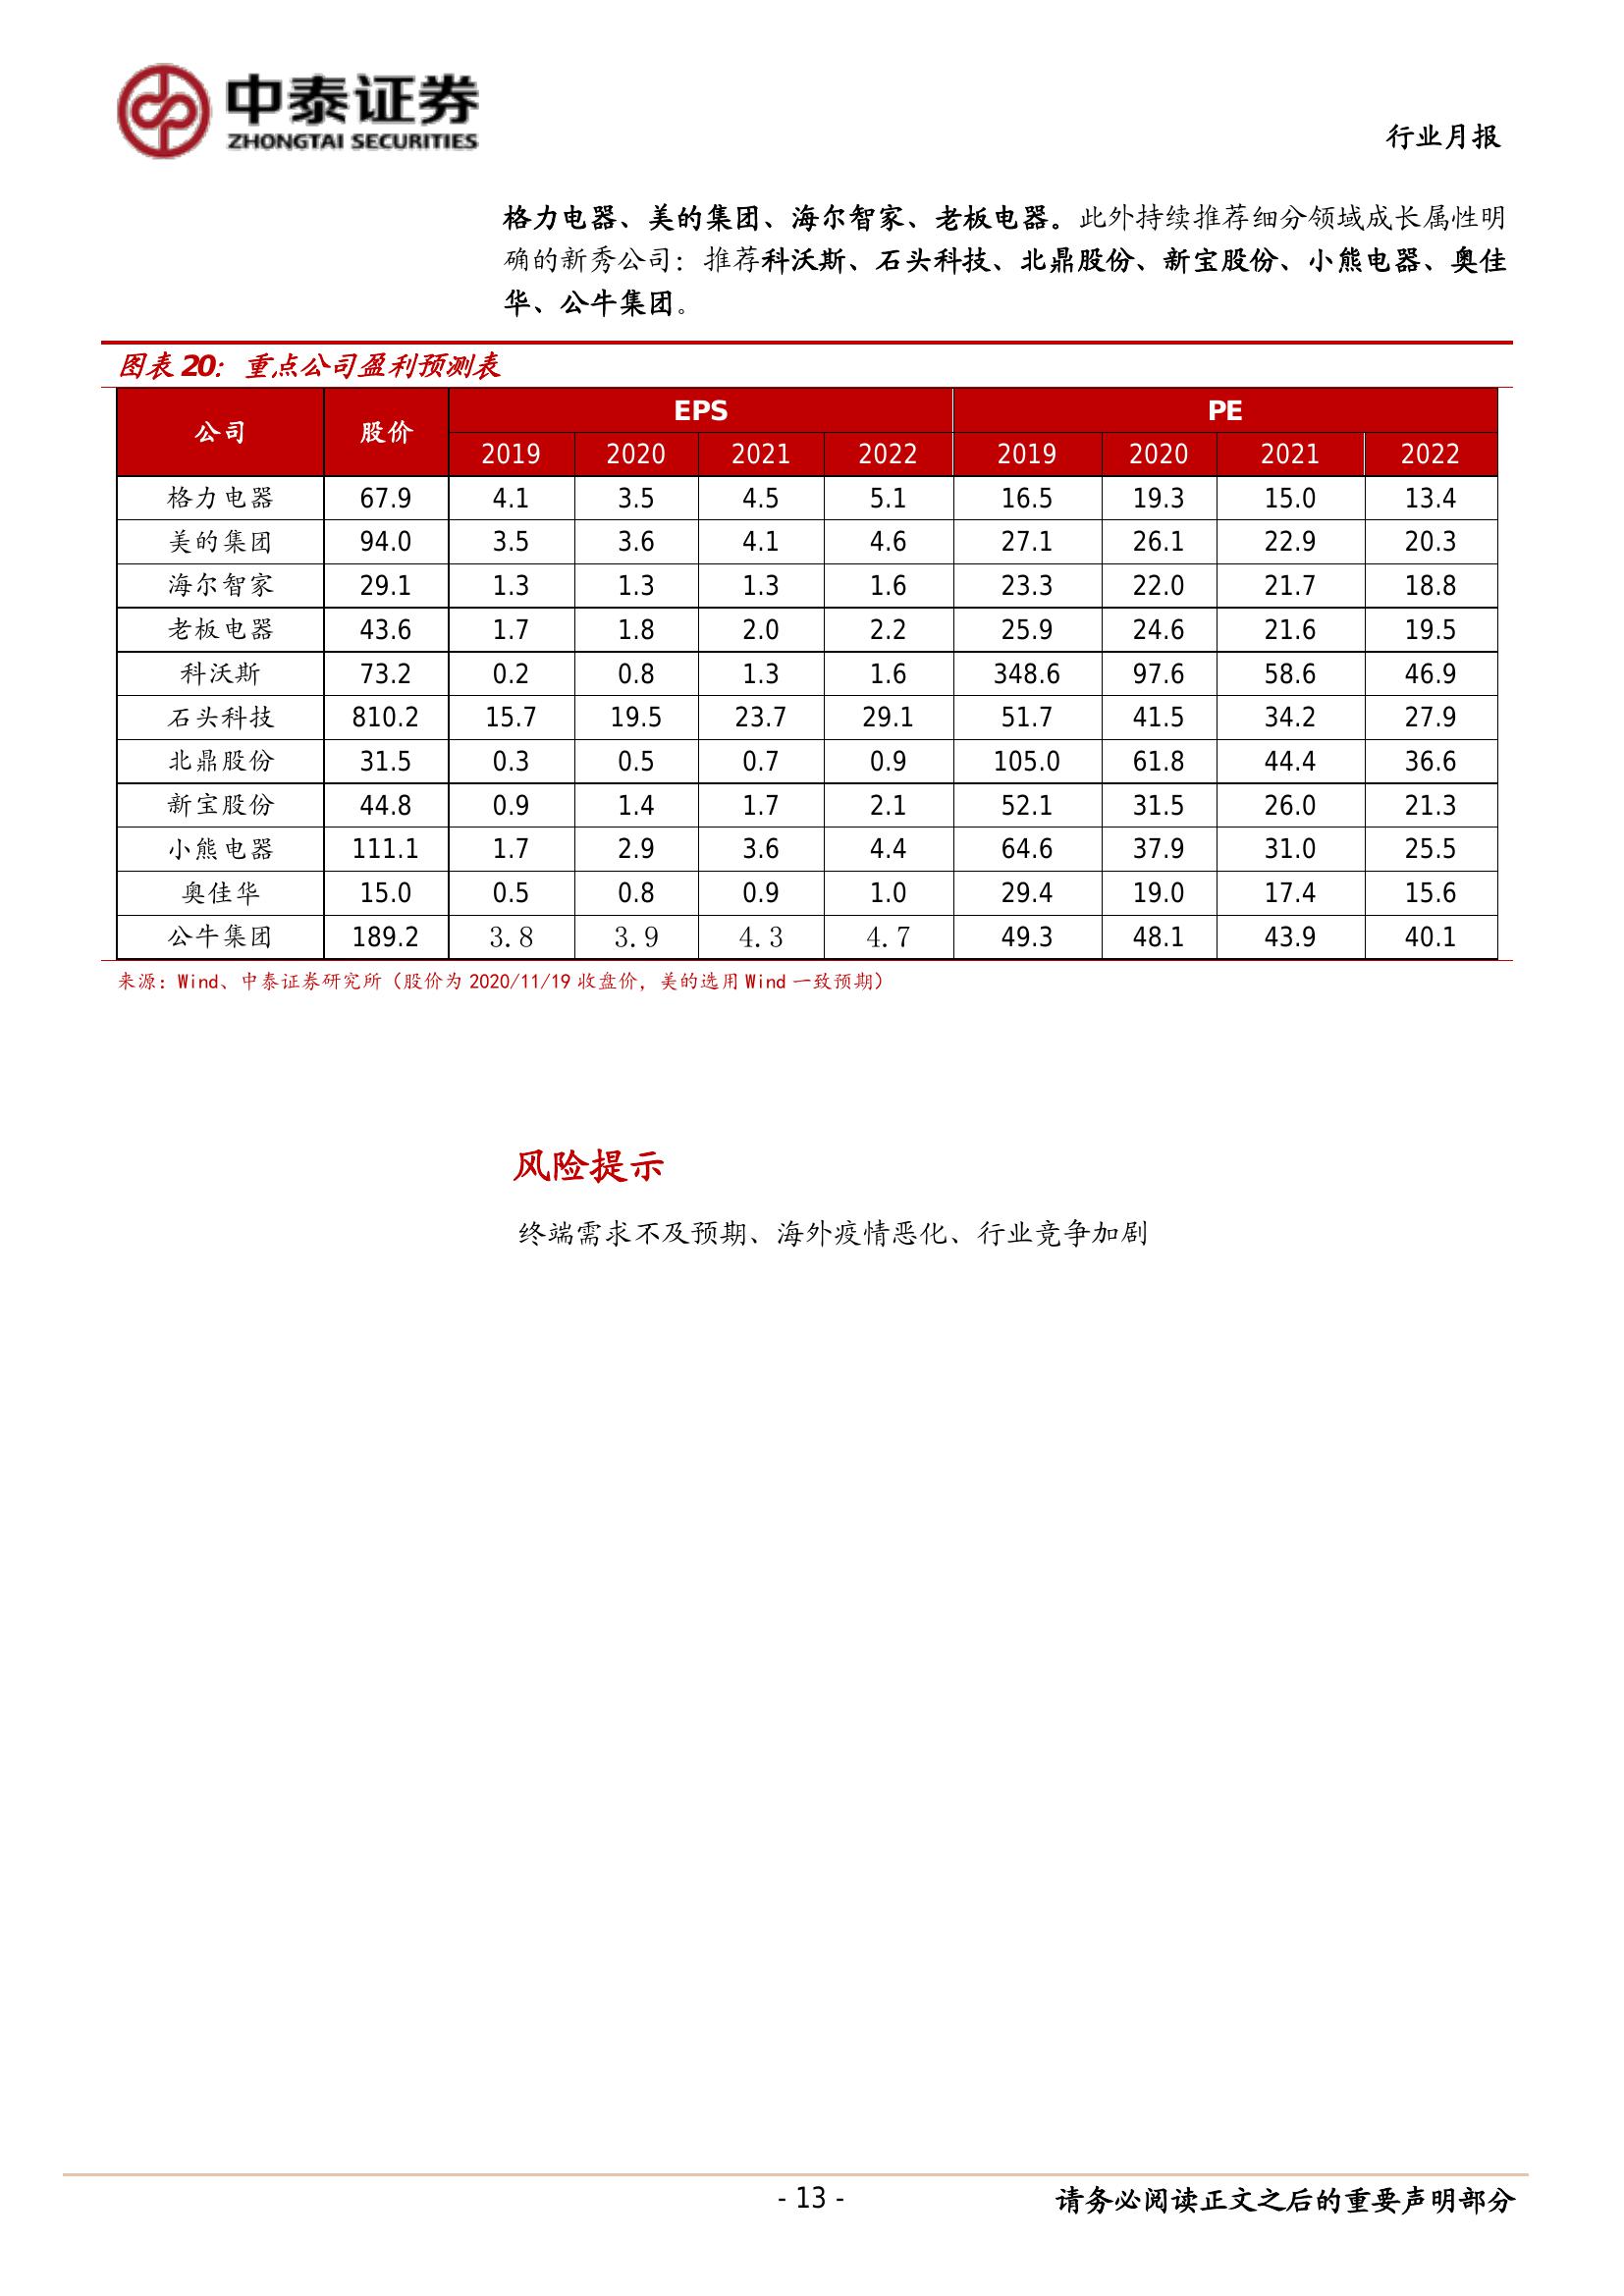 中泰证券
ZHONGTAI SECURITIES
行业月报
格力电器、美的集团、海尔智家、老板电器。此外持续推荐细分领域成长属性明
确的新秀公司：推荐科沃斯、石头科技、北鼎股份、新宝股份、小熊电器、奥佳
华、公牛集团。
图表 20：重点公司盈利预测表
公司 股价 EPS PE
2019 2020 2021 2022 2019 2020 2021 2022
格力电器 67.9 4.1 3.5 4.5 5.1 16.5 19.3 15.0 13.4
美的集团 94.0 3.5 3.6 4.1 4.6 27.1 26.1 22.9 20.3
海尔智家 29.1 1.3 1.3 1.3 1.6 23.3 22.0 21.7 18.8
老板电器 43.6 1.7 1.8 2.0 2.2 25.9 24.6 21.6 19.5
科沃斯 73.2 0.2 0.8 1.3 1.6 348.6 97.6 58.6 46.9
石头科技 810.2 15.7 19.5 23.7 29.1 51.7 41.5 34.2 27.9
北鼎股份 31.5 0.3 0.5 0.7 0.9 105.0 61.8 44.4 36.6
新宝股份 44.8 0.9 1.4 1.7 2.1 52.1 31.5 26.0 21.3
小熊电器 111.1 1.7 2.9 3.6 4.4 64.6 37.9 31.0 25.5
奥佳华 15.0 0.5 0.8 0.9 1.0 29.4 19.0 17.4 15.6
公牛集团 189.2 3.8 3.9 4.3 4.7 49.3 48.1 43.9 40.1
来源：Wind、中泰证券研究所（股价为 2020/11/19 收盘价，美的选用 Wind 一致预期）
风险提示
终端需求不及预期、海外疫情恶化、行业竞争加剧
- 13 -
请务必阅读正文之后的重要声明部分